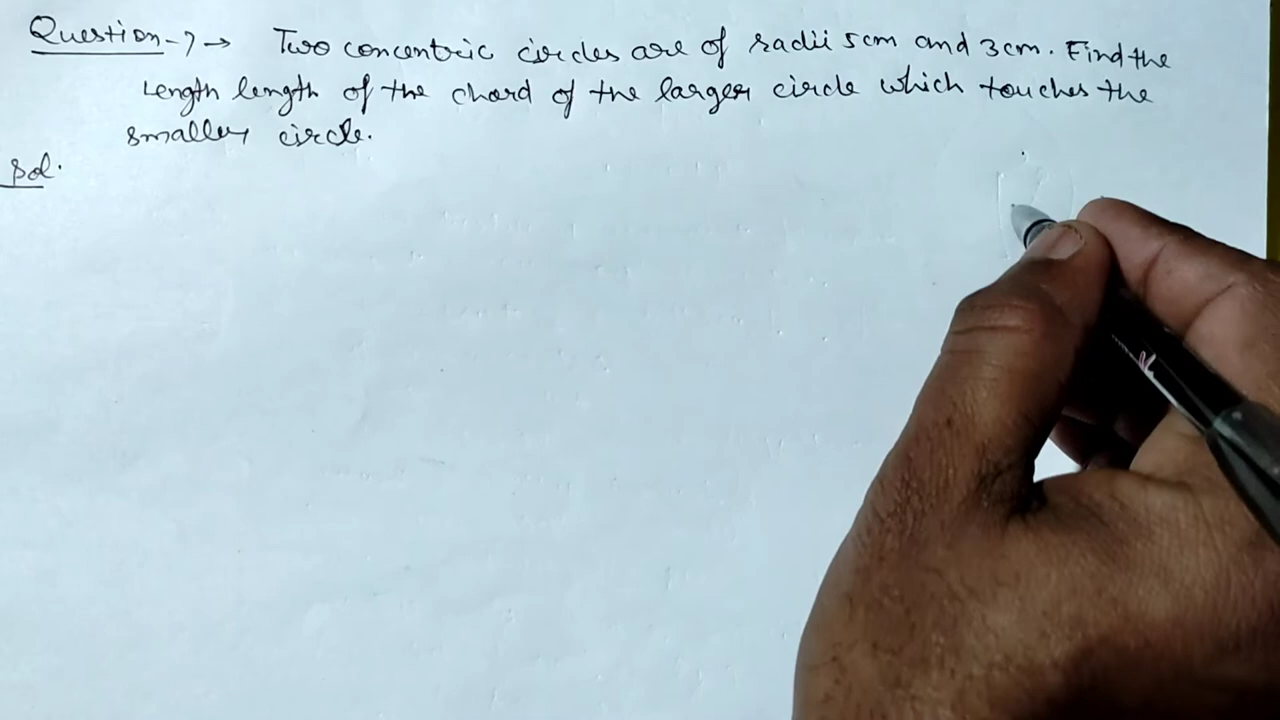 Question-7→ Two concentric circles are of radii 5cm and 3cm. Find the
Length length of the chord of the larger circle which touches the
smaller circle.
Sol.